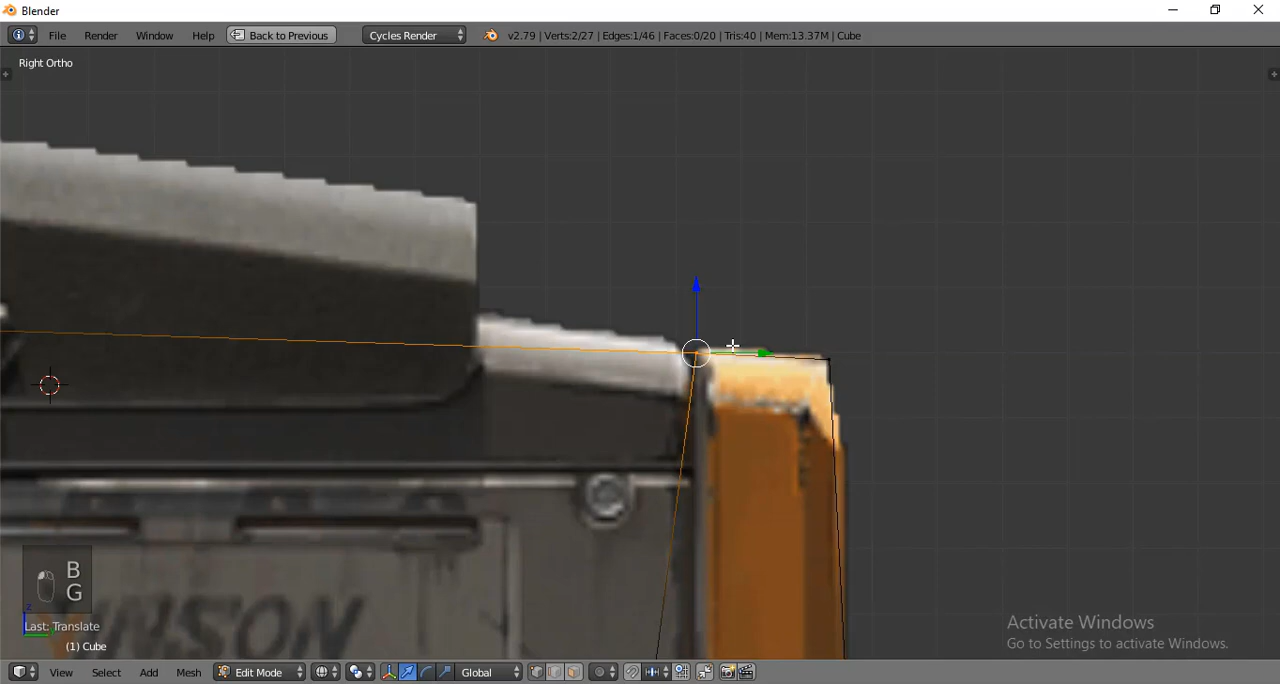 Blender
File Render Window Help Back to Previous Cycles Render v2.79 | Verts:2/27 | Edges:1/46 | Faces:0/20 | Tris:40 | Mem:13.37M | Cube
Right Ortho
B
G
z
Last: Translate
(1) Cube
NSON
Activate Windows
Go to Settings to activate Windows.
View Select Add Mesh Edit Mode Global